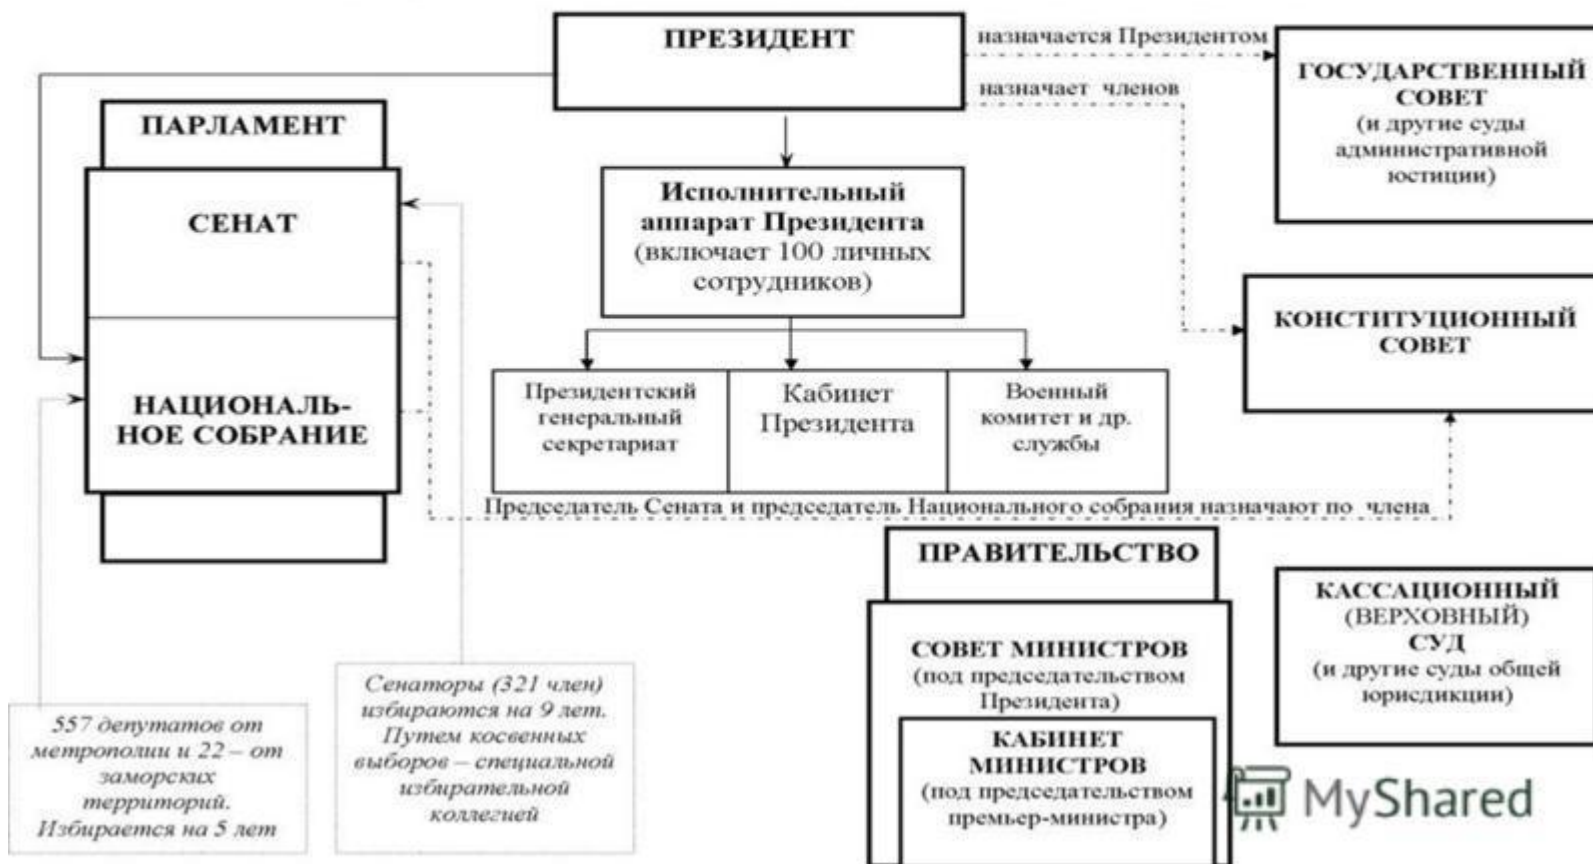 ПРЕЗИДЕНТ
назначается Президентом
назначает членов
ГОСУДАРСТВЕННЫЙ
СОВЕТ
(и другие суды
административной
юстиции)
ПАРЛАМЕНТ
СЕНАТ
НАЦИОНАЛЬ-
НОЕ СОБРАНИЕ
Исполнительный
аппарат Президента
(включает 100 личных
сотрудников)
КОНСТИТУЦИОННЫЙ
СОВЕТ
Президентский
генеральный
секретариат
Кабинет
Президента
Военный
комитет и др.
службы
Председатель Сената и председатель Национального собрания назначают по члена
ПРАВИТЕЛЬСТВО
СОВЕТ МИНИСТРОВ
(под председательством
Президента)
КАБИНЕТ
МИНИСТРОВ
(под председательством
премьер-министра)
КАССАЦИОННЫЙ
(ВЕРХОВНЫЙ)
СУД
(и другие суды общей
юрисдикции)
557 депутатов от
метрополии и 22 – от
заморских
территорий.
Избирается на 5 лет
Сенаторы (321 член)
избираются на 9 лет.
Путем косвенных
выборов – специальной
избирательной
коллегией
MyShared